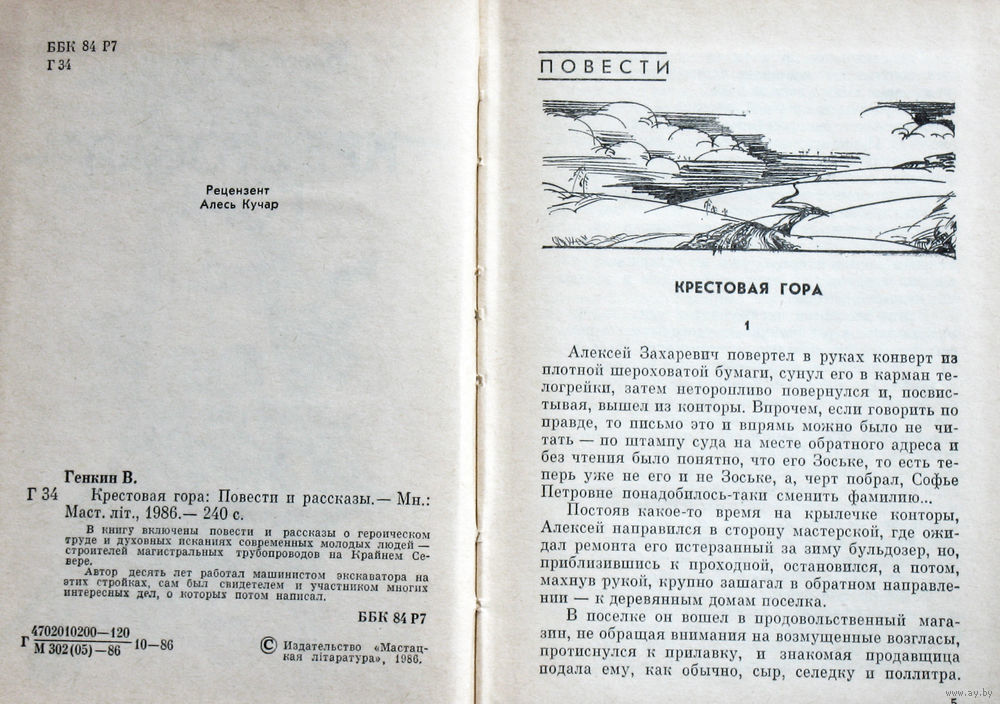 ББК 84 Р7
Г 34
Рецензент
Алесь Кучар
Генкин В.
Г 34 Крестовая гора: Повести и рассказы.— Мн.:
Маст. літ., 1986.— 240 с.
В книгу включены повести и рассказы о героическом
труде и духовных исканиях современных молодых людей —
строителей магистральных трубопроводов на Крайнем Се-
вере.
Автор десять лет работал машинистом экскаватора на
этих стройках, сам был свидетелем и участником многих
интересных дел, о которых потом написал.
ББК 84 Р7
Г 4702010200—120
М 302(05)—86 10—86
© Издательство «Мастац-
кая літаратура», 1986.
ПОВЕСТИ
КРЕСТОВАЯ ГОРА
1
Алексей Захаревич повертел в руках конверт из
плотной шероховатой бумаги, сунул его в карман те-
логрейки, затем неторопливо повернулся и, посвис-
тывая, вышел из конторы. Впрочем, если говорить по
правде, то письмо это и впрямь можно было не чи-
тать — по штампу суда на месте обратного адреса и
без чтения было понятно, что его Зоське, то есть те-
перь уже не его и не Зоське, а, черт побрал, Софье
Петровне понадобилось-таки сменить фамилию...
Постояв какое-то время на крылечке конторы,
Алексей направился в сторону мастерской, где ожи-
дал ремонта его истерзанный за зиму бульдозер, но,
приблизившись к проходной, остановился, а потом,
махнув рукой, крупно зашагал в обратном направле-
нии — к деревянным домам поселка.
В поселке он вошел в продовольственный мага-
зин, не обращая внимания на возмущенные возгласы,
протиснулся к прилавку, и знакомая продавщица
подала ему, как обычно, сыр, селедку и поллитра.
5
www.ay.by